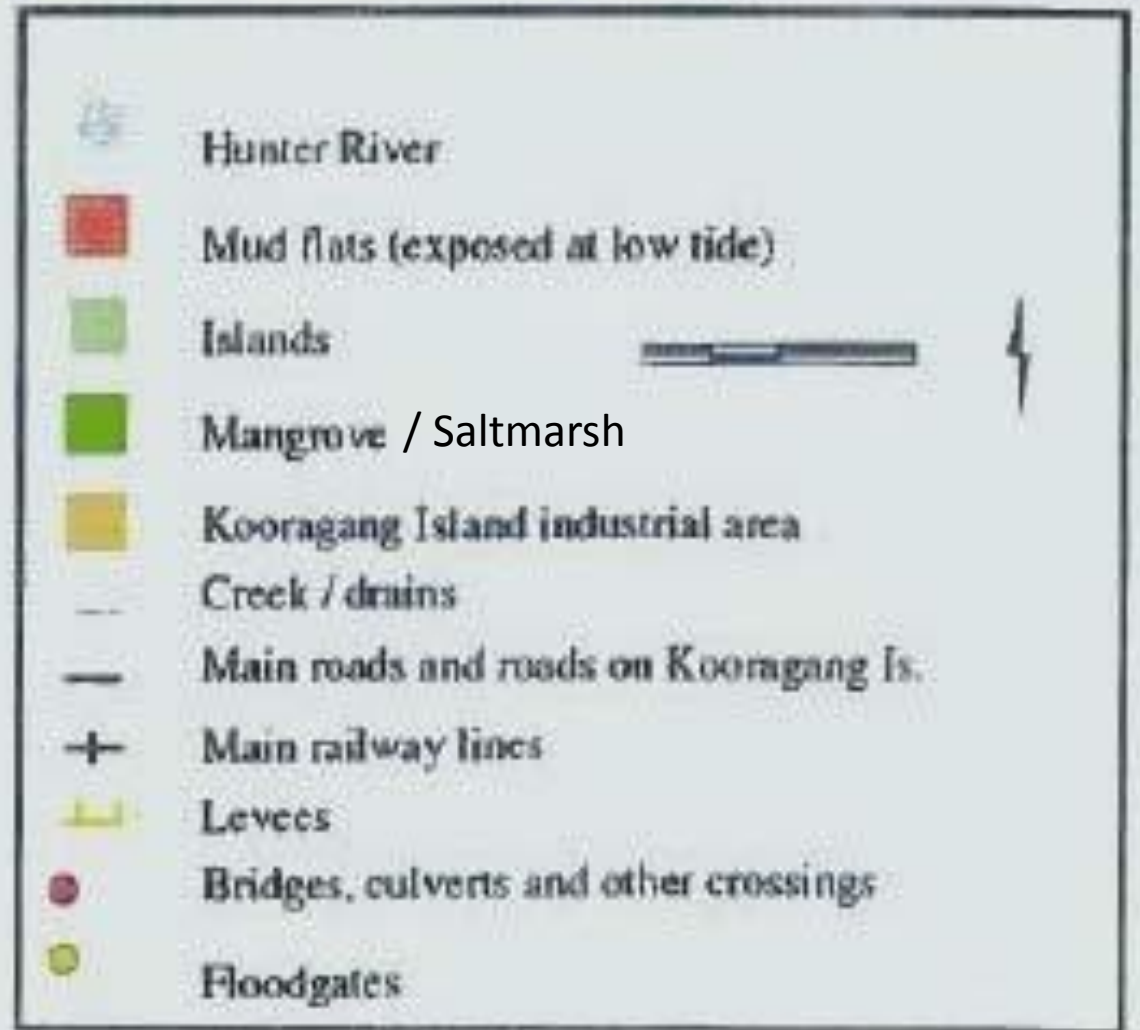 Hunter River
Mud flats (exposed at low tide)
Islands
Mangrove / Saltmarsh
Kooragang Island industrial area
Creek / drains
Main roads and roads on Kooragang Is.
Main railway lines
Levees
Bridges, culverts and other crossings
Floodgates